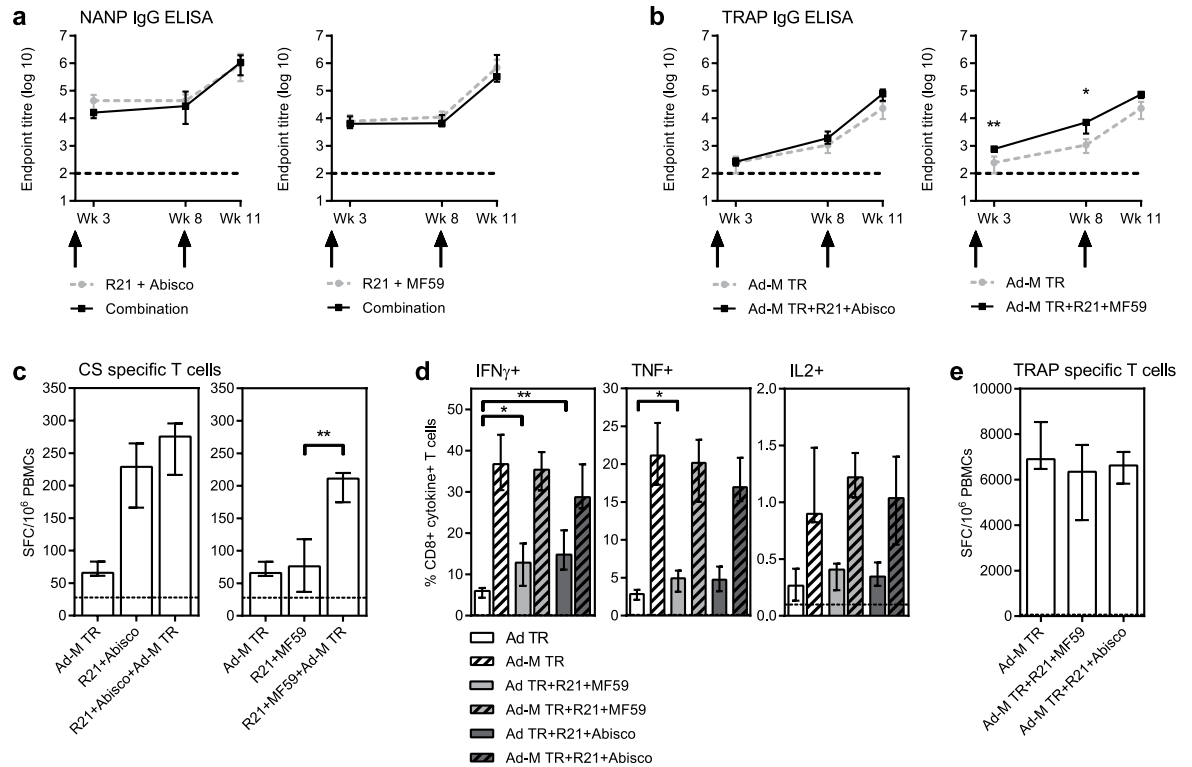 a NANP IgG ELISA
Endpoint titre (log 10)
7
6
5
4
3
2
1
Wk 3 Wk 8 Wk 11
R21 + Abisco
Combination
Endpoint titre (log 10)
7
6
5
4
3
2
1
Wk 3 Wk 8 Wk 11
R21 + MF59
Combination
b TRAP IgG ELISA
Endpoint titre (log 10)
7
6
5
4
3
2
1
Wk 3 Wk 8 Wk 11
Ad-M TR
Ad-M TR+R21+Abisco
Endpoint titre (log 10)
7
6
5
4
3
2
1
** *
Wk 3 Wk 8 Wk 11
Ad-M TR
Ad-M TR+R21+MF59
c CS specific T cells
SFC/10⁶ PBMCs
350
300
250
200
150
100
50
0
Ad-M TR
R21+Abisco
R21+Abisco+Ad-M TR
350
300
250
200
150
100
50
0
**
Ad-M TR
R21+MF59
R21+MF59+Ad-M TR
d IFNγ+
% CD8+ cytokine+ T cells
50
40
30
20
10
0
**
*
TNF+
30
25
20
15
10
5
0
*
IL2+
2.0
1.5
1.0
0.5
0.0
Ad TR
Ad-M TR
Ad TR+R21+MF59
Ad-M TR+R21+MF59
Ad TR+R21+Abisco
Ad-M TR+R21+Abisco
e TRAP specific T cells
SFC/10⁶ PBMCs
10000
8000
6000
4000
2000
0
Ad-M TR
Ad-M TR+R21+MF59
Ad-M TR+R21+Abisco